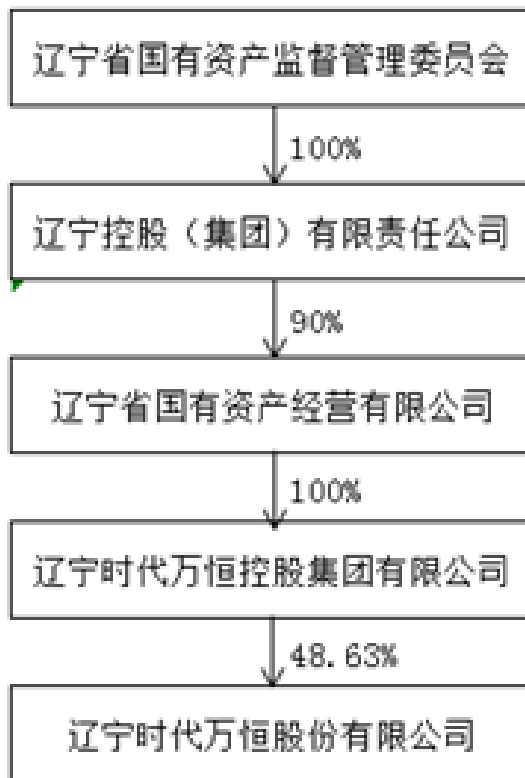 辽宁省国有资产监督管理委员会
100%
辽宁控股（集团）有限责任公司
90%
辽宁省国有资产经营有限公司
100%
辽宁时代万恒控股集团有限公司
48.63%
辽宁时代万恒股份有限公司